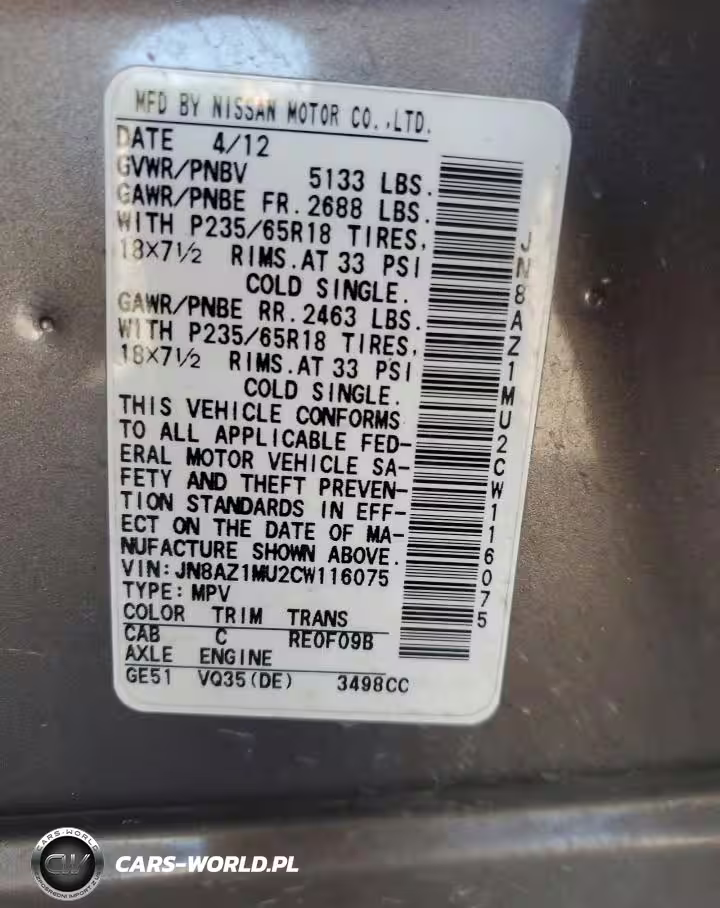 MFD BY NISSAN MOTOR CO.,LTD.
DATE 4/12
GVWR/PNBV 5133 LBS.
GAWR/PNBE FR.2688 LBS.
WITH P235/65R18 TIRES,
18X7½ RIMS.AT 33 PSI
COLD SINGLE.
GAWR/PNBE RR.2463 LBS.
WITH P235/65R18 TIRES,
18X7½ RIMS.AT 33 PSI
COLD SINGLE.
THIS VEHICLE CONFORMS
TO ALL APPLICABLE FED-
ERAL MOTOR VEHICLE SA-
FETY AND THEFT PREVEN-
TION STANDARDS IN EFF-
ECT ON THE DATE OF MA-
NUFACTURE SHOWN ABOVE.
VIN:JN8AZ1MU2CW116075
TYPE:MPV
COLOR TRIM TRANS
CAB C RE0F09B
AXLE ENGINE
GE51 VQ35(DE) 3498CC
JN8AZ1MU2CW116075
CARS-WORLD
CW
CARS-WORLD.PL